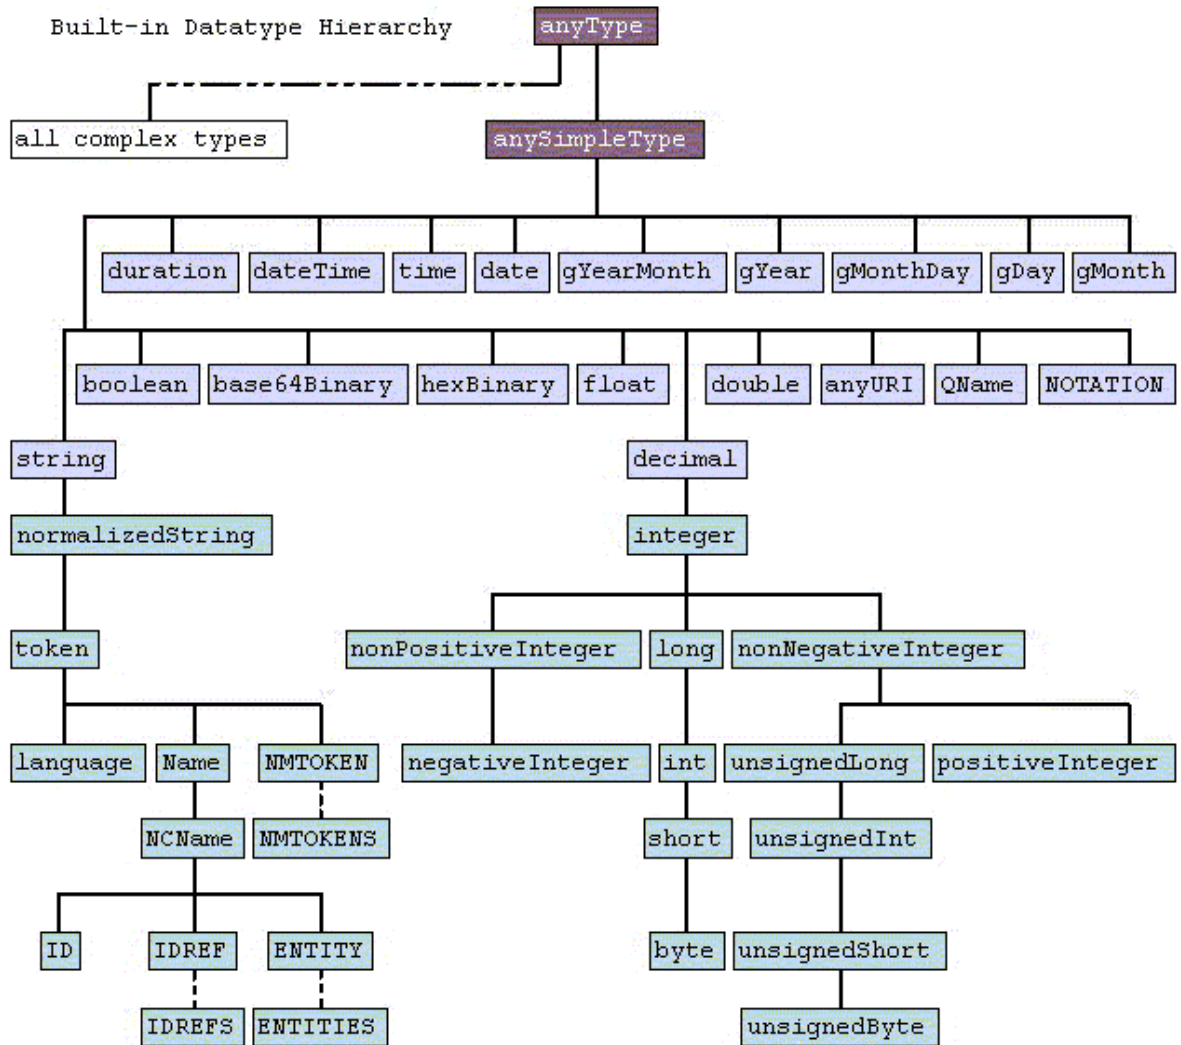 Built-in Datatype Hierarchy
anyType
all complex types
anySimpleType
duration
dateTime
time
date
gYearMonth
gYear
gMonthDay
gDay
gMonth
boolean
base64Binary
hexBinary
float
double
anyURI
QName
NOTATION
string
decimal
normalizedString
integer
token
nonPositiveInteger
long
nonNegativeInteger
language
Name
NMTOKEN
negativeInteger
int
unsignedLong
positiveInteger
NCName
NMTOKENS
short
unsignedInt
ID
IDREF
ENTITY
byte
unsignedShort
IDREFS
ENTITIES
unsignedByte